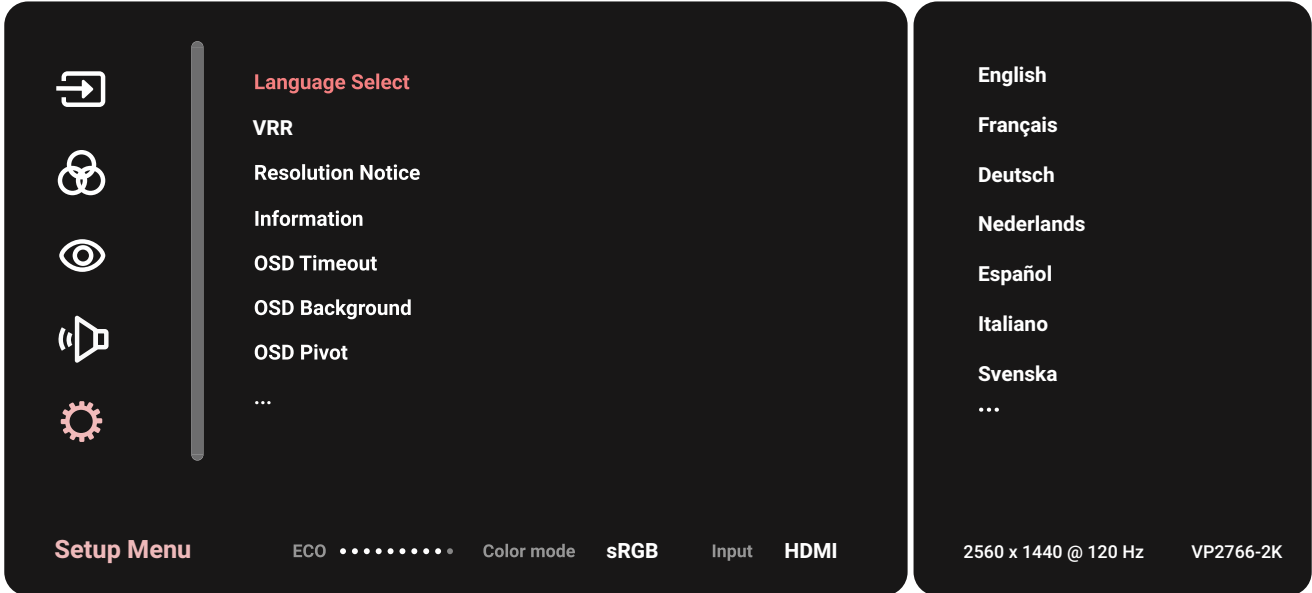 Language Select
VRR
Resolution Notice
Information
OSD Timeout
OSD Background
OSD Pivot
...
English
Français
Deutsch
Nederlands
Español
Italiano
Svenska
...
Setup Menu ECO Color mode sRGB Input HDMI
2560 x 1440 @ 120 Hz VP2766-2K